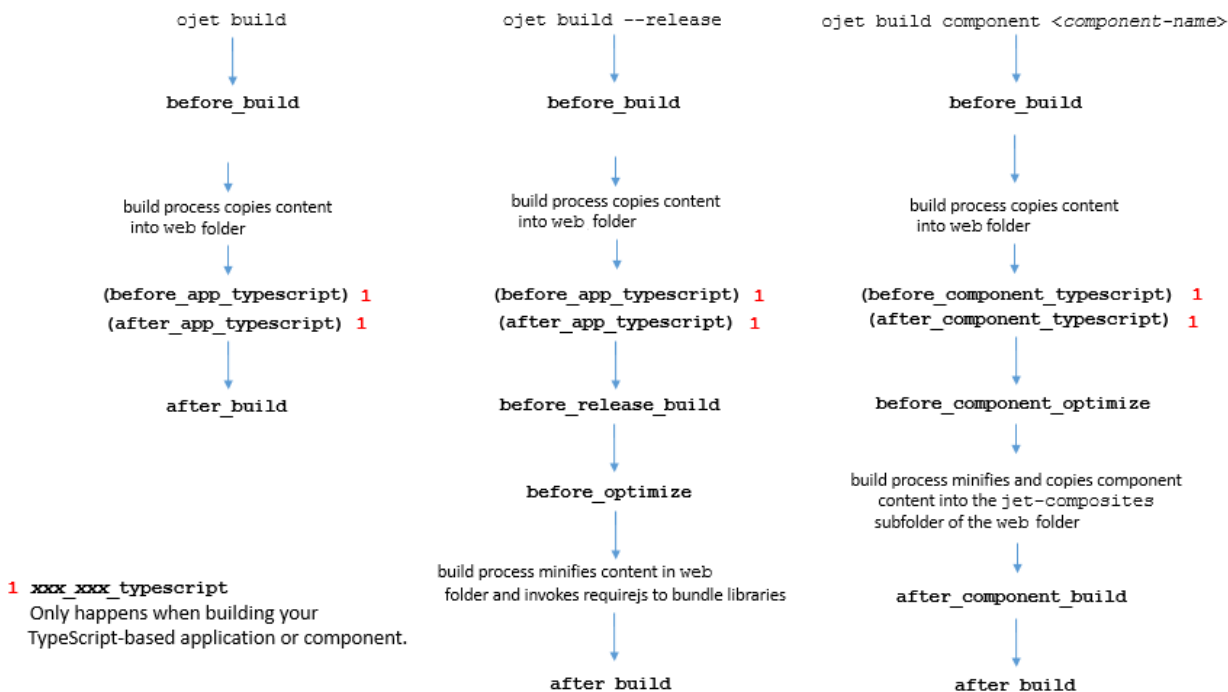 ojet build
before_build
build process copies content
into web folder
(before_app_typescript) 1
(after_app_typescript) 1
after_build
1 xxx_xxx_typescript
Only happens when building your
TypeScript-based application or component.
ojet build --release
before_build
build process copies content
into web folder
(before_app_typescript) 1
(after_app_typescript) 1
before_release_build
before_optimize
build process minifies content in web
folder and invokes requirejs to bundle libraries
after_build
ojet build component <component-name>
before_build
build process copies content
into web folder
(before_component_typescript) 1
(after_component_typescript) 1
before_component_optimize
build process minifies and copies component
content into the jet-composites
subfolder of the web folder
after_component_build
after_build